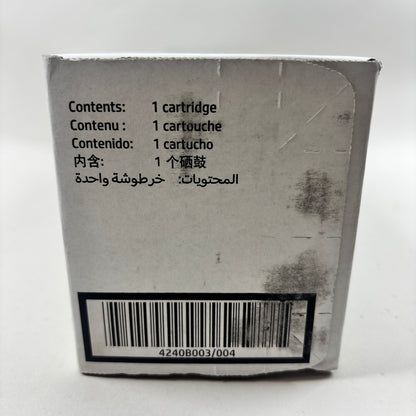 Contents: 1 cartridge
Contenu : 1 cartouche
Contenido: 1 cartucho
内含: 1 个硒鼓
المحتويات: خرطوشة واحدة
4240B003/004